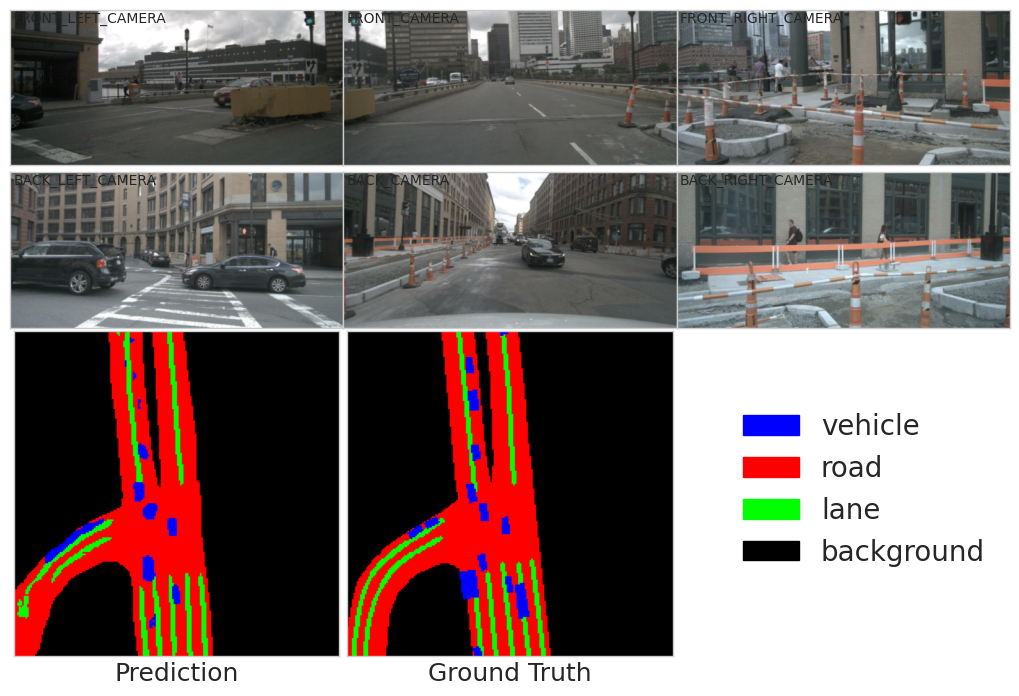 FRONT_LEFT_CAMERA
FRONT_CAMERA
FRONT_RIGHT_CAMERA
BACK_LEFT_CAMERA
BACK_CAMERA
BACK_RIGHT_CAMERA
vehicle
road
lane
background
Prediction
Ground Truth